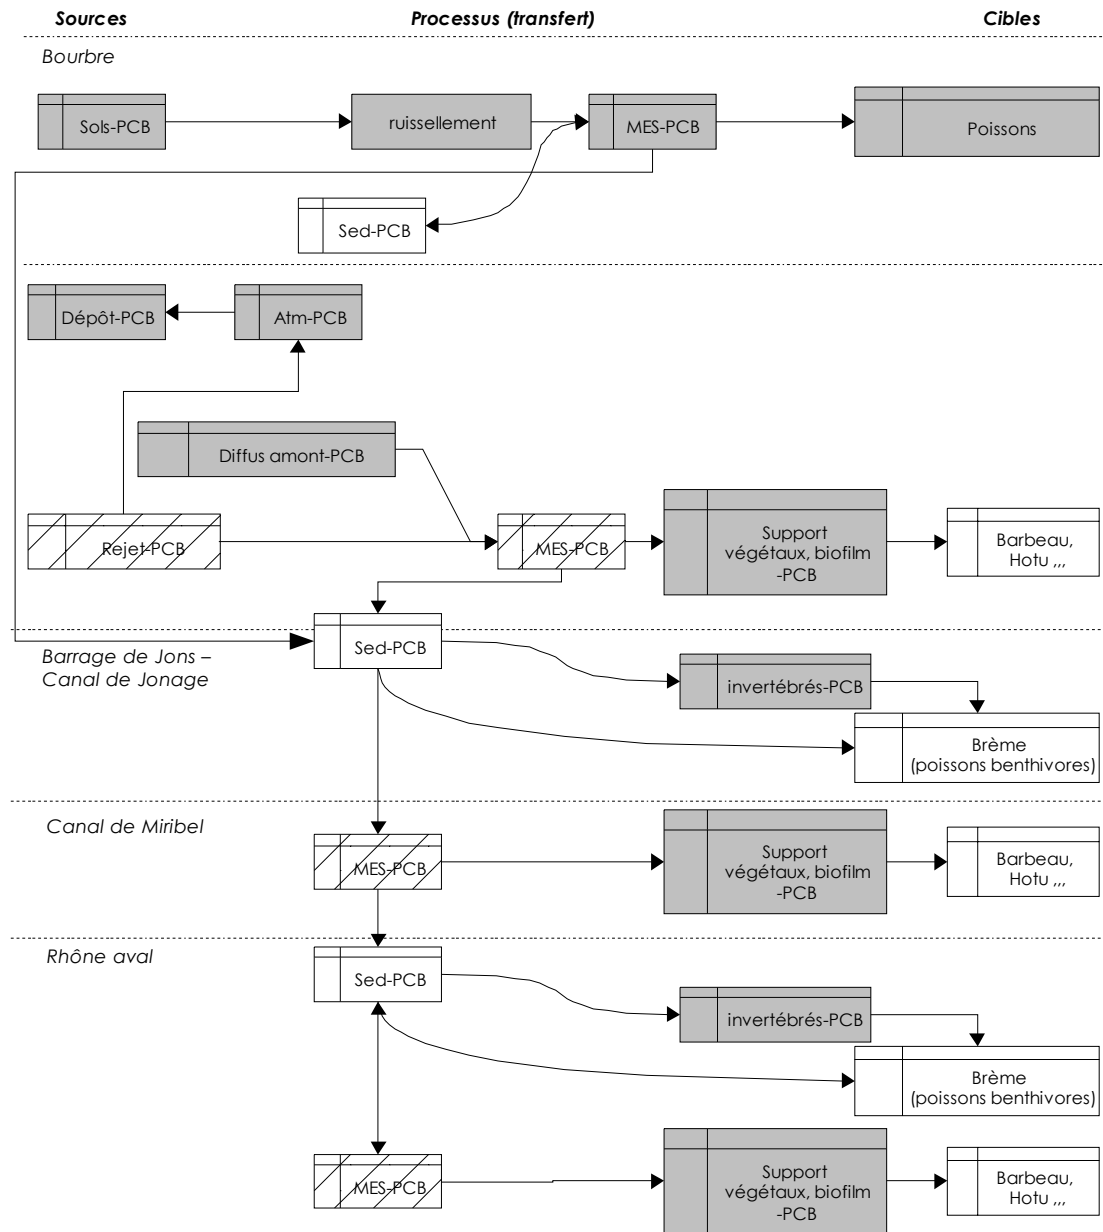 Sources
Processus (transfert)
Cibles
Bourbre
Sols-PCB
ruissellement
MES-PCB
Poissons
Sed-PCB
Dépôt-PCB
Atm-PCB
Diffus amont-PCB
Rejet-PCB
MES-PCB
Support
végétaux, biofilm
-PCB
Barbeau,
Hotu ,,,
Sed-PCB
Barrage de Jons –
Canal de Jonage
invertébrés-PCB
Brème
(poissons benthivores)
Canal de Miribel
MES-PCB
Support
végétaux, biofilm
-PCB
Barbeau,
Hotu ,,,
Rhône aval
Sed-PCB
invertébrés-PCB
Brème
(poissons benthivores)
MES-PCB
Support
végétaux, biofilm
-PCB
Barbeau,
Hotu ,,,